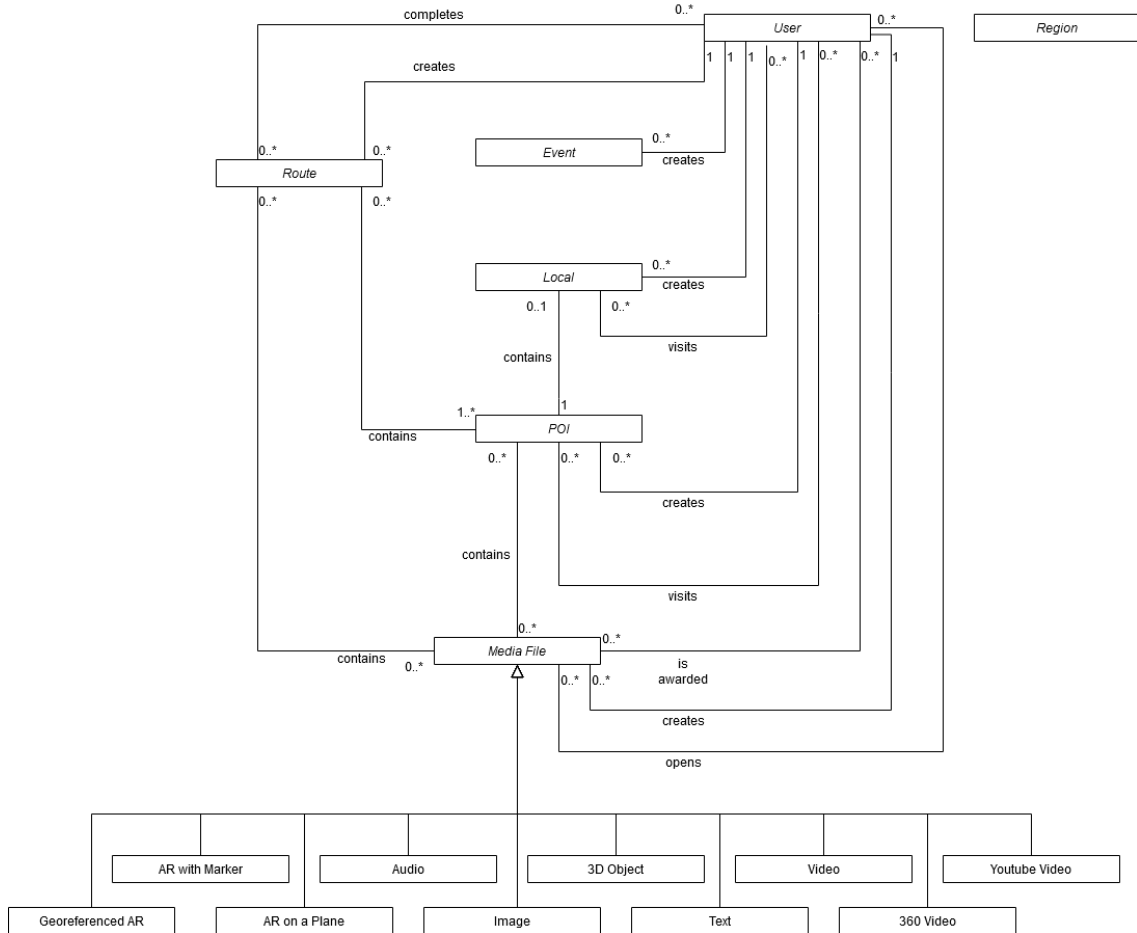 completes
0..*
User
0..*
Region
creates
1
1
1
0..*
1
0..*
0..*
1
0..*
0..*
0..*
Event
creates
Route
0..*
0..*
0..*
Local
creates
0..1
0..*
visits
contains
1..*
1
contains
POI
0..*
0..*
0..*
creates
contains
visits
0..*
0..*
contains
0..*
Media File
is
awarded
0..*
0..*
creates
opens
AR with Marker
Audio
3D Object
Video
Youtube Video
Georeferenced AR
AR on a Plane
Image
Text
360 Video